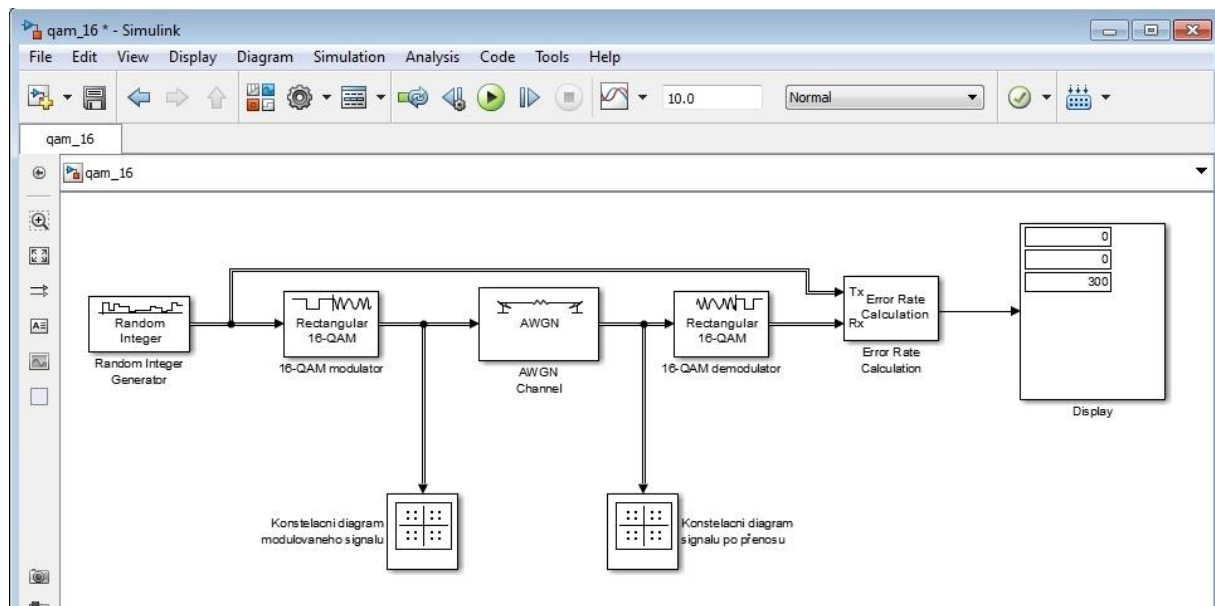 qam_16 * - Simulink
File Edit View Display Diagram Simulation Analysis Code Tools Help
10.0
Normal
qam_16
qam_16
Random
Integer
Random Integer
Generator
Rectangular
16-QAM
16-QAM modulator
AWGN
AWGN
Channel
Rectangular
16-QAM
16-QAM demodulator
Tx
Rx
Error Rate
Calculation
Error Rate
Calculation
0
0
300
Display
Konstelacni diagram
modulovaneho signalu
Konstelacni diagram
signalu po přenosu